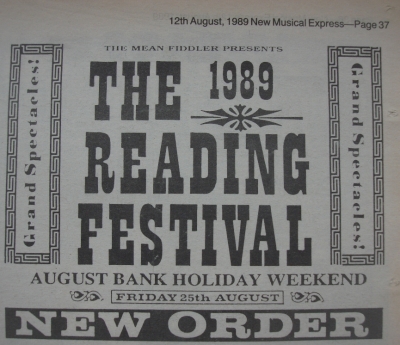 12th August, 1989 New Musical Express—Page 37
THE MEAN FIDDLER PRESENTS
Grand Spectacles!
THE 1989
READING
FESTIVAL
Grand Spectacles!
AUGUST BANK HOLIDAY WEEKEND
FRIDAY 25th AUGUST
NEW ORDER